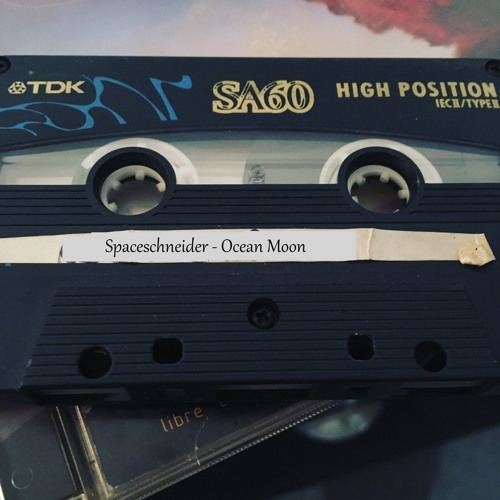 TDK
SA60
HIGH POSITION
IECII/TYPEII
Spaceschneider - Ocean Moon
libre